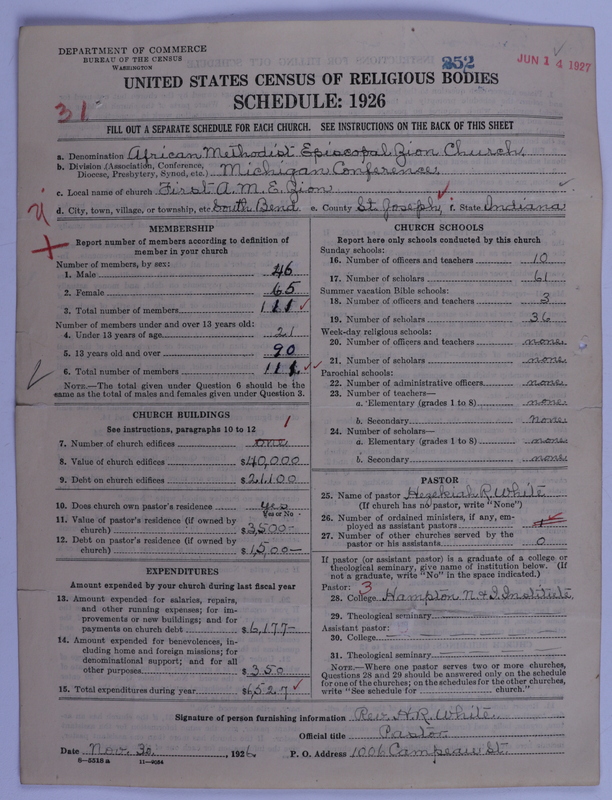 DEPARTMENT OF COMMERCE
BUREAU OF THE CENSUS
WASHINGTON
252
JUN 14 1927
UNITED STATES CENSUS OF RELIGIOUS BODIES
SCHEDULE: 1926
31
FILL OUT A SEPARATE SCHEDULE FOR EACH CHURCH. SEE INSTRUCTIONS ON THE BACK OF THIS SHEET
a. Denomination African Methodist Episcopal Zion Church
b. Division (Association, Conference, Diocese, Presbytery, Synod, etc.) Michigan Conference
c. Local name of church First A. M. E. Zion
d. City, town, village, or township, etc. South Bend e. County St. Joseph, f. State Indiana
MEMBERSHIP
Report number of members according to definition of
member in your church
Number of members, by sex:
1. Male 46
2. Female 65
3. Total number of members 111
Number of members under and over 13 years old:
4. Under 13 years of age 21
5. 13 years old and over 90
6. Total number of members 111
NOTE.—The total given under Question 6 should be the
same as the total of males and females given under Question 3.
CHURCH BUILDINGS
See instructions, paragraphs 10 to 12
1
7. Number of church edifices one
8. Value of church edifices $40,000
9. Debt on church edifices $21,100
10. Does church own pastor's residence yes
Yes or No
11. Value of pastor's residence (if owned by
church) $3,500-
12. Debt on pastor's residence (if owned by
church) $1,500-
EXPENDITURES
Amount expended by your church during last fiscal year
13. Amount expended for salaries, repairs,
and other running expenses; for im-
provements or new buildings; and for
payments on church debt $6,177-
14. Amount expended for benevolences, in-
cluding home and foreign missions; for
denominational support; and for all
other purposes $350
15. Total expenditures during year $6,527
CHURCH SCHOOLS
Report here only schools conducted by this church
Sunday schools:
16. Number of officers and teachers 10
17. Number of scholars 61
Summer vacation Bible schools:
18. Number of officers and teachers 3
19. Number of scholars 36
Week-day religious schools:
20. Number of officers and teachers none
21. Number of scholars none
Parochial schools:
22. Number of administrative officers none
23. Number of teachers—
a. Elementary (grades 1 to 8) none
b. Secondary none
24. Number of scholars—
a. Elementary (grades 1 to 8) none
b. Secondary none
PASTOR
25. Name of pastor Hezekiah R. White
(If church has no pastor, write "None")
26. Number of ordained ministers, if any, em-
ployed as assistant pastors
27. Number of other churches served by the
pastor or his assistants 0
If pastor (or assistant pastor) is a graduate of a college or
theological seminary, give name of institution below. (If
not a graduate, write "No" in the space indicated.)
Pastor: 3
28. College Hampton N. & I. Institute
29. Theological seminary
Assistant pastor:
30. College
31. Theological seminary
NOTE.—Where one pastor serves two or more churches,
Questions 28 and 29 should be answered only on the schedule
for one of the churches; on the schedules for the other churches,
write "See schedule for church."
Signature of person furnishing information Rev. H. R. White
Official title Pastor
Date Nov. 30, 1926. P. O. Address 1006 Campeau St.
8—5518a 11—9054